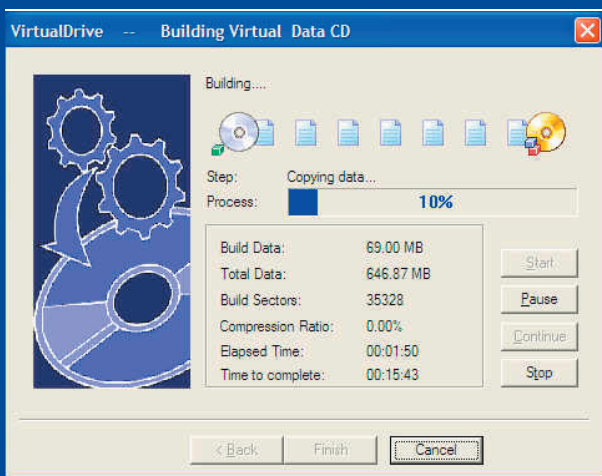 VirtualDrive -- Building Virtual Data CD
Building....
Step: Copying data...
Process: 10%
Build Data: 69.00 MB
Total Data: 646.87 MB
Build Sectors: 35328
Compression Ratio: 0.00%
Elapsed Time: 00:01:50
Time to complete: 00:15:43
Start
Pause
Continue
Stop
< Back Finish Cancel